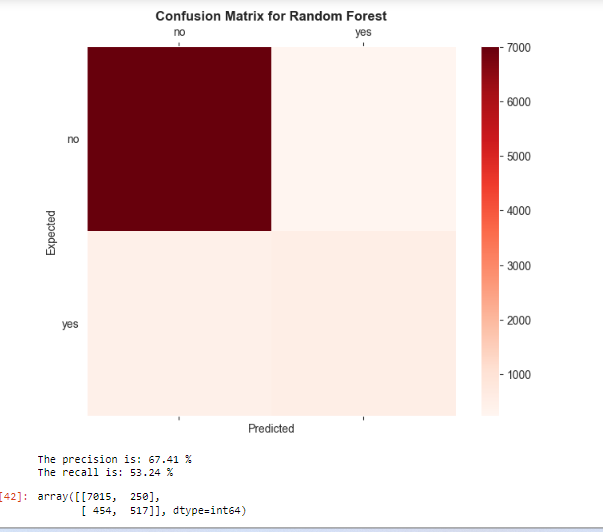 Confusion Matrix for Random Forest
no yes
7000
6000
no
5000
4000
Expected
3000
yes
2000
1000
Predicted
The precision is: 67.41 %
The recall is: 53.24 %
[42]: array([[7015, 250],
[ 454, 517]], dtype=int64)